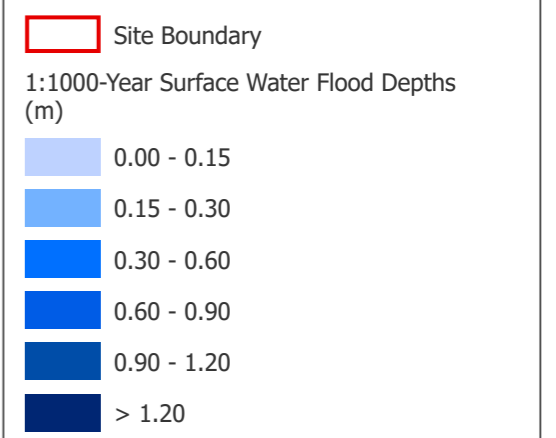 Site Boundary
1:1000-Year Surface Water Flood Depths
(m)
0.00 - 0.15
0.15 - 0.30
0.30 - 0.60
0.60 - 0.90
0.90 - 1.20
> 1.20